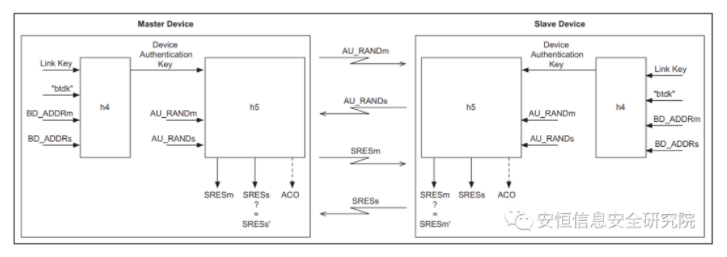 Master Device
Slave Device
Device
Authentication
Key
Link Key
"btdk"
BD_ADDRm
BD_ADDRs
h4
AU_RANDm
AU_RANDs
h5
SRESm
SRESs
?
=
SRESs'
ACO
AU_RANDm
AU_RANDs
SRESm
SRESs
Device
Authentication
Key
h5
AU_RANDm
AU_RANDs
h4
Link Key
"btdk"
BD_ADDRm
BD_ADDRs
SRESm
?
=
SRESm'
SRESs
ACO
安恒信息安全研究院